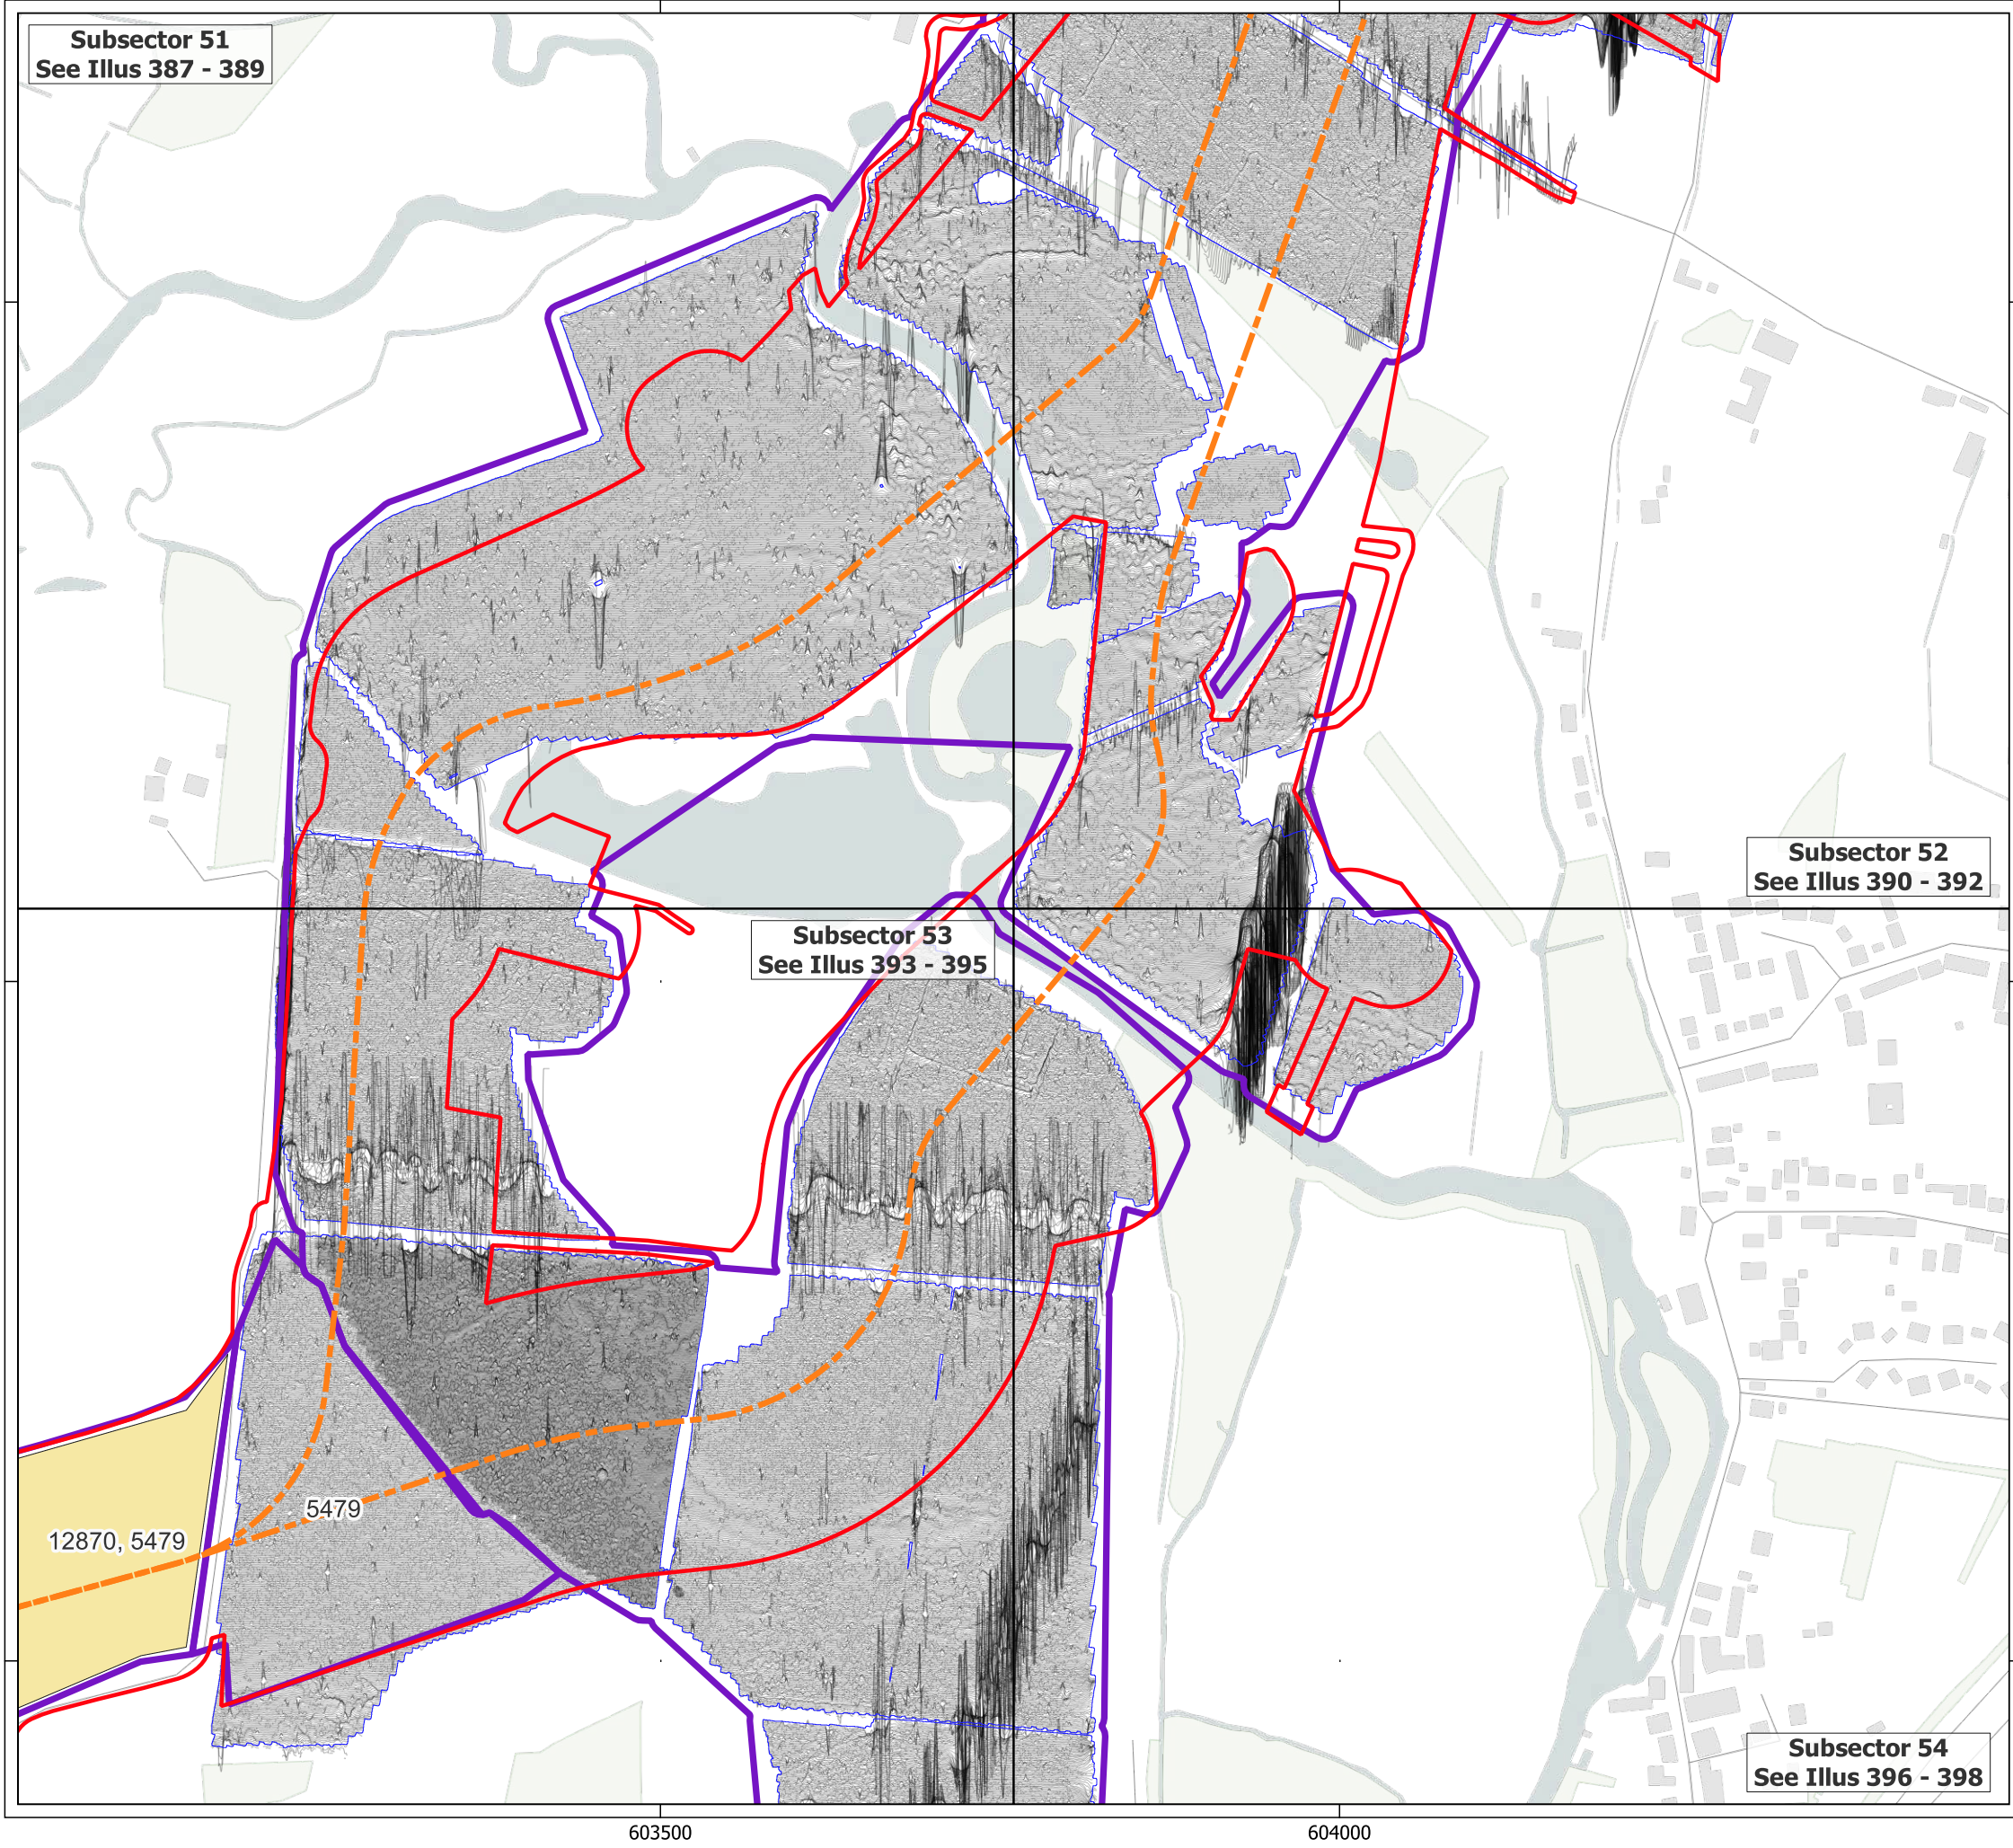 Subsector 51
See Illus 387 - 389
Subsector 52
See Illus 390 - 392
Subsector 53
See Illus 393 - 395
5479
12870, 5479
Subsector 54
See Illus 396 - 398
603500
604000